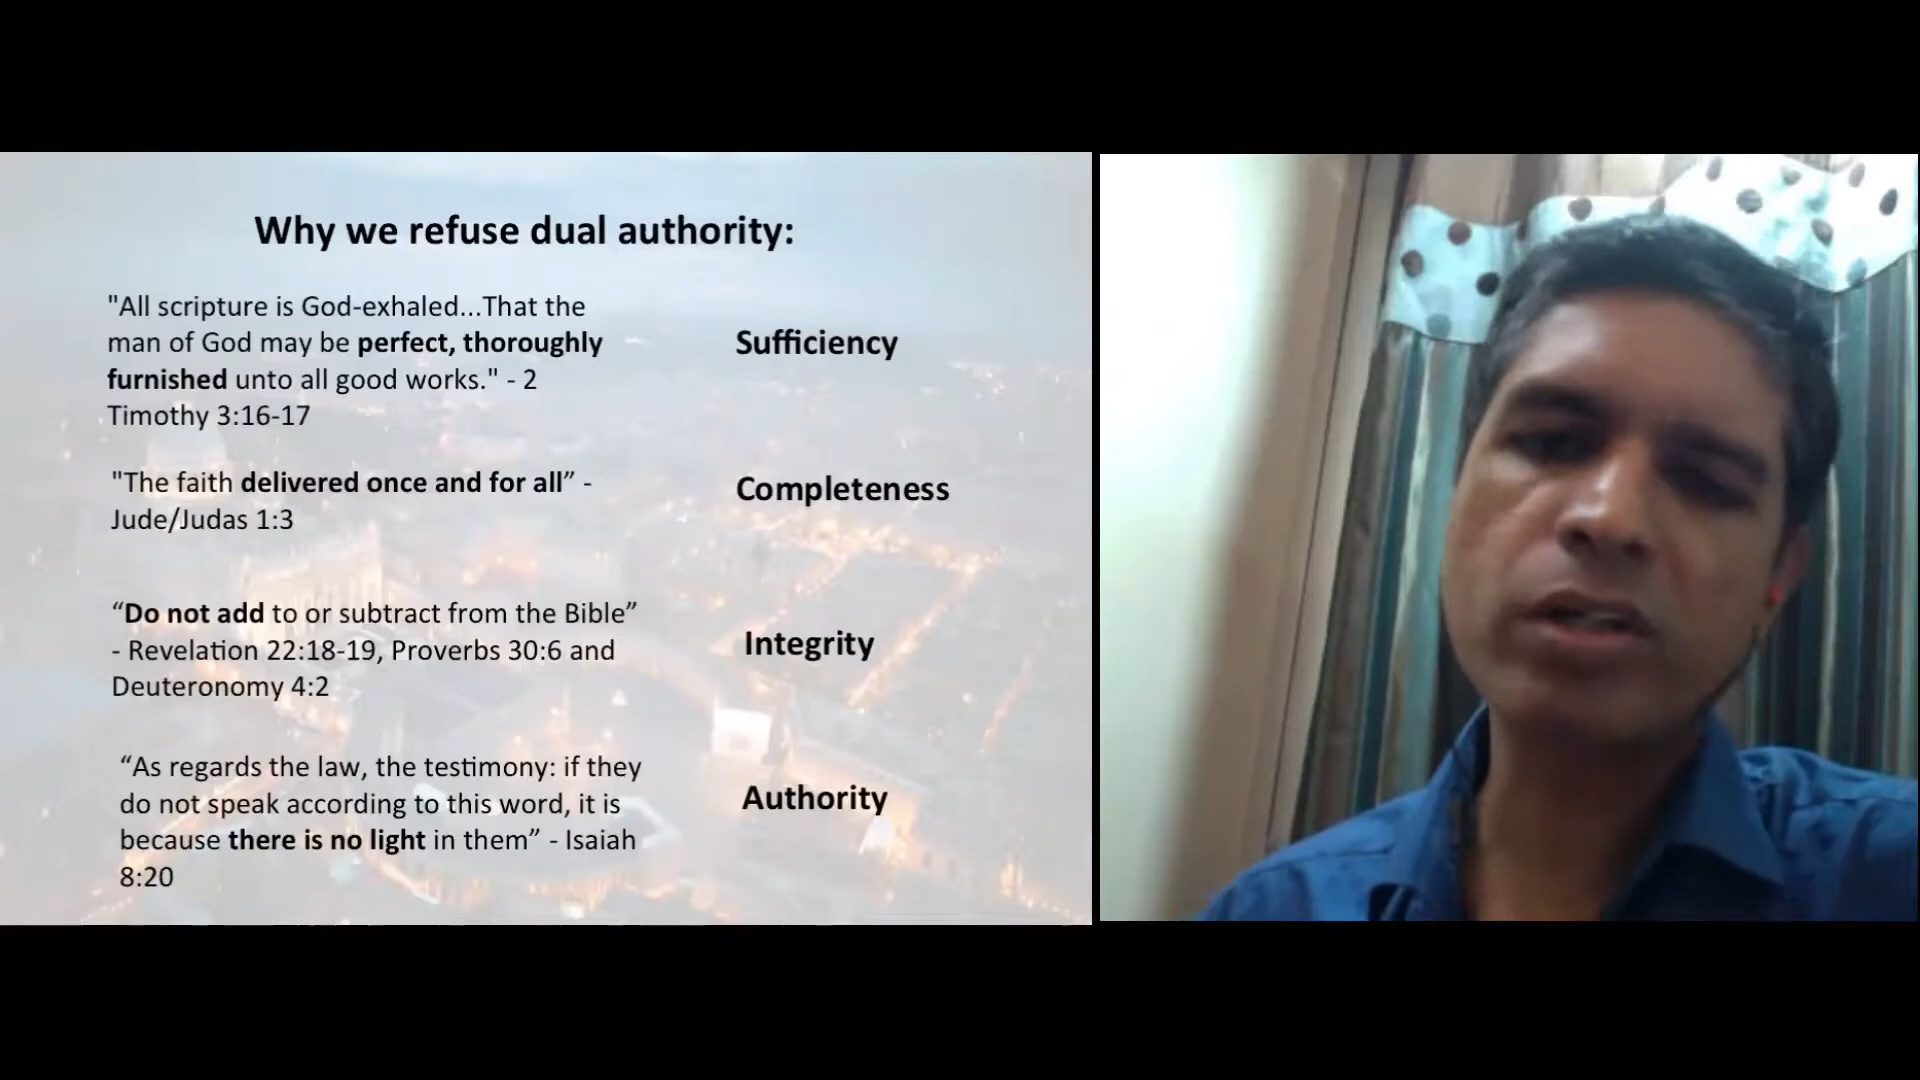 Why we refuse dual authority:
"All scripture is God-exhaled...That the
man of God may be perfect, thoroughly
furnished unto all good works." - 2
Timothy 3:16-17
Sufficiency
"The faith delivered once and for all” -
Jude/Judas 1:3
Completeness
“Do not add to or subtract from the Bible”
- Revelation 22:18-19, Proverbs 30:6 and
Deuteronomy 4:2
Integrity
“As regards the law, the testimony: if they
do not speak according to this word, it is
because there is no light in them” - Isaiah
8:20
Authority